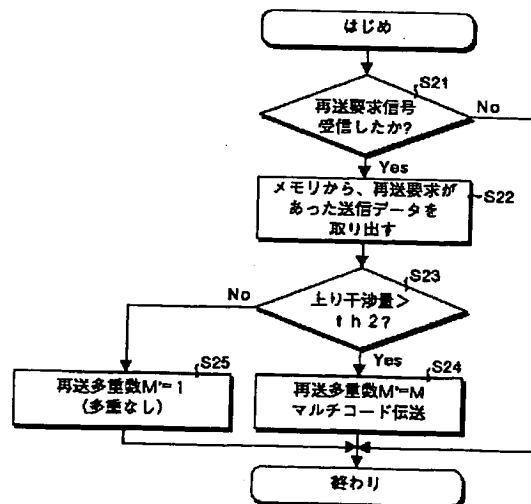 はじめ
S21
再送要求信号
受信したか?
No
Yes
メモリから、再送要求が
あった送信データを
取り出す
S22
S23
上り干渉量>
th2?
No
Yes
S25
再送多重数M'=1
(多重なし)
S24
再送多重数M'=M
マルチコード伝送
終わり